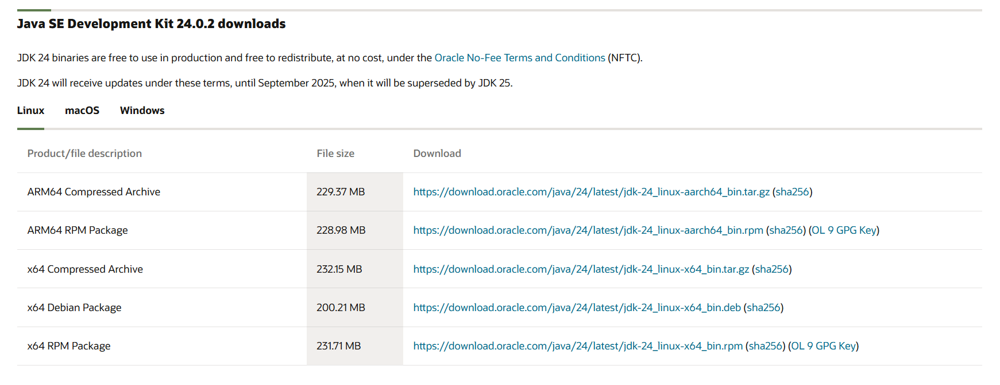 Java SE Development Kit 24.0.2 downloads
JDK 24 binaries are free to use in production and free to redistribute, at no cost, under the Oracle No-Fee Terms and Conditions (NFTC).
JDK 24 will receive updates under these terms, until September 2025, when it will be superseded by JDK 25.
Linux macOS Windows
Product/file description File size Download
ARM64 Compressed Archive 229.37 MB https://download.oracle.com/java/24/latest/jdk-24_linux-aarch64_bin.tar.gz (sha256)
ARM64 RPM Package 228.98 MB https://download.oracle.com/java/24/latest/jdk-24_linux-aarch64_bin.rpm (sha256) (OL 9 GPG Key)
x64 Compressed Archive 232.15 MB https://download.oracle.com/java/24/latest/jdk-24_linux-x64_bin.tar.gz (sha256)
x64 Debian Package 200.21 MB https://download.oracle.com/java/24/latest/jdk-24_linux-x64_bin.deb (sha256)
x64 RPM Package 231.71 MB https://download.oracle.com/java/24/latest/jdk-24_linux-x64_bin.rpm (sha256) (OL 9 GPG Key)